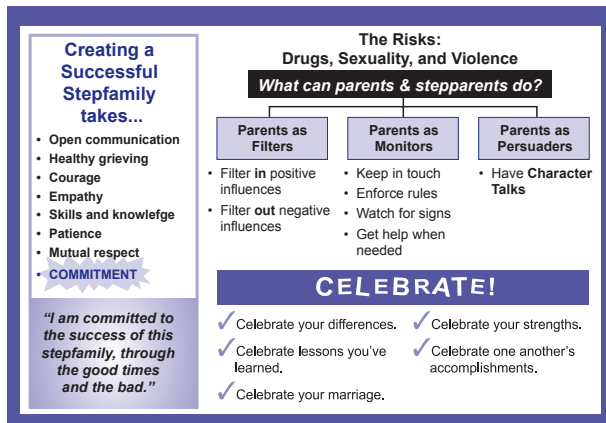 Creating a
Successful
Stepfamily
takes...
• Open communication
• Healthy grieving
• Courage
• Empathy
• Skills and knowlefge
• Patience
• Mutual respect
• COMMITMENT
“I am committed to
the success of this
stepfamily, through
the good times
and the bad.”
The Risks:
Drugs, Sexuality, and Violence
What can parents & stepparents do?
Parents as
Filters
• Filter in positive
influences
• Filter out negative
influences
Parents as
Monitors
• Keep in touch
• Enforce rules
• Watch for signs
• Get help when
needed
Parents as
Persuaders
• Have Character
Talks
CELEBRATE!
✓Celebrate your differences.
✓Celebrate lessons you’ve
learned.
✓Celebrate your marriage.
✓Celebrate your strengths.
✓Celebrate one another’s
accomplishments.